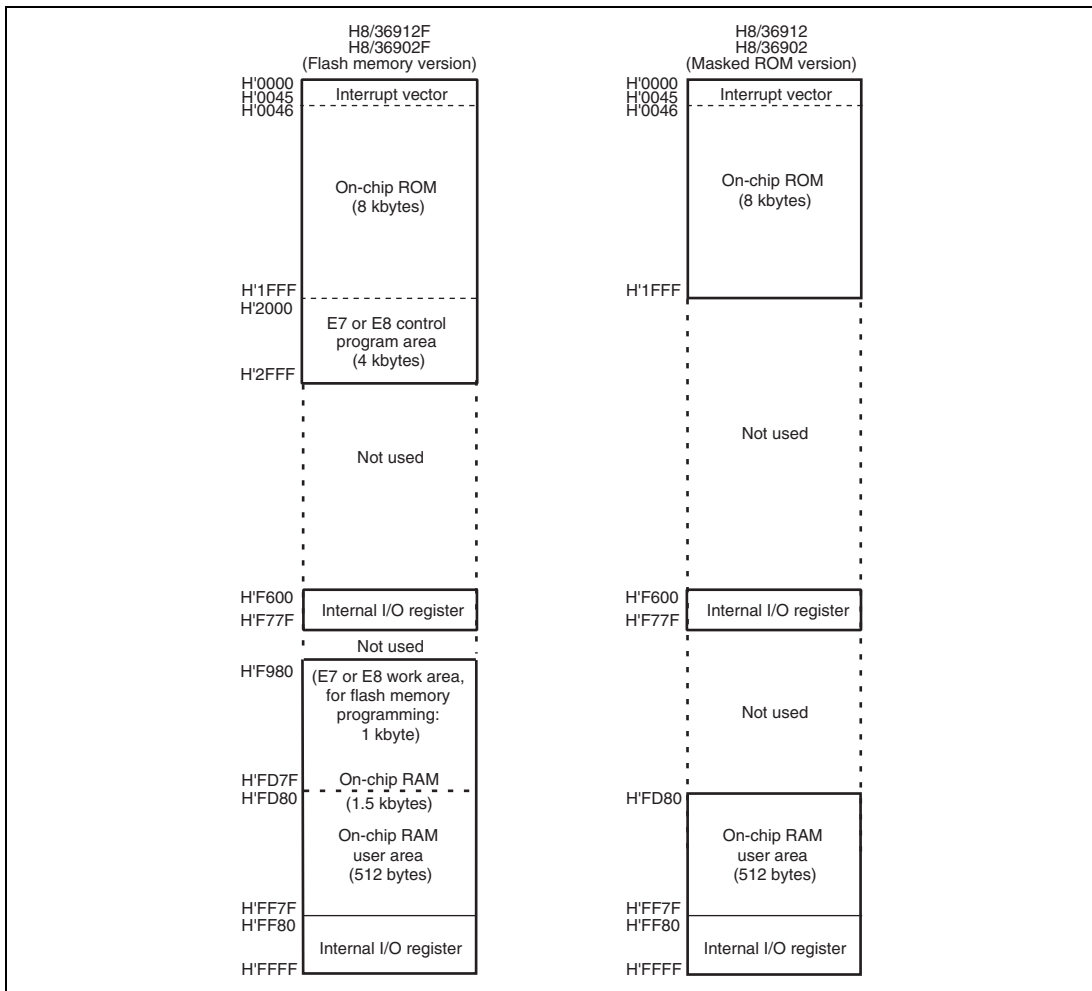 H8/36912F
H8/36902F
(Flash memory version)
H'0000
H'0045
H'0046
Interrupt vector
On-chip ROM
(8 kbytes)
H'1FFF
H'2000
E7 or E8 control
program area
(4 kbytes)
H'2FFF
Not used
H'F600
Internal I/O register
H'F77F
Not used
H'F980
(E7 or E8 work area,
for flash memory
programming:
1 kbyte)
H'FD7F
On-chip RAM
H'FD80
(1.5 kbytes)
On-chip RAM
user area
(512 bytes)
H'FF7F
H'FF80
Internal I/O register
H'FFFF
H8/36912
H8/36902
(Masked ROM version)
H'0000
H'0045
H'0046
Interrupt vector
On-chip ROM
(8 kbytes)
H'1FFF
Not used
H'F600
Internal I/O register
H'F77F
Not used
H'FD80
On-chip RAM
user area
(512 bytes)
H'FF7F
H'FF80
Internal I/O register
H'FFFF